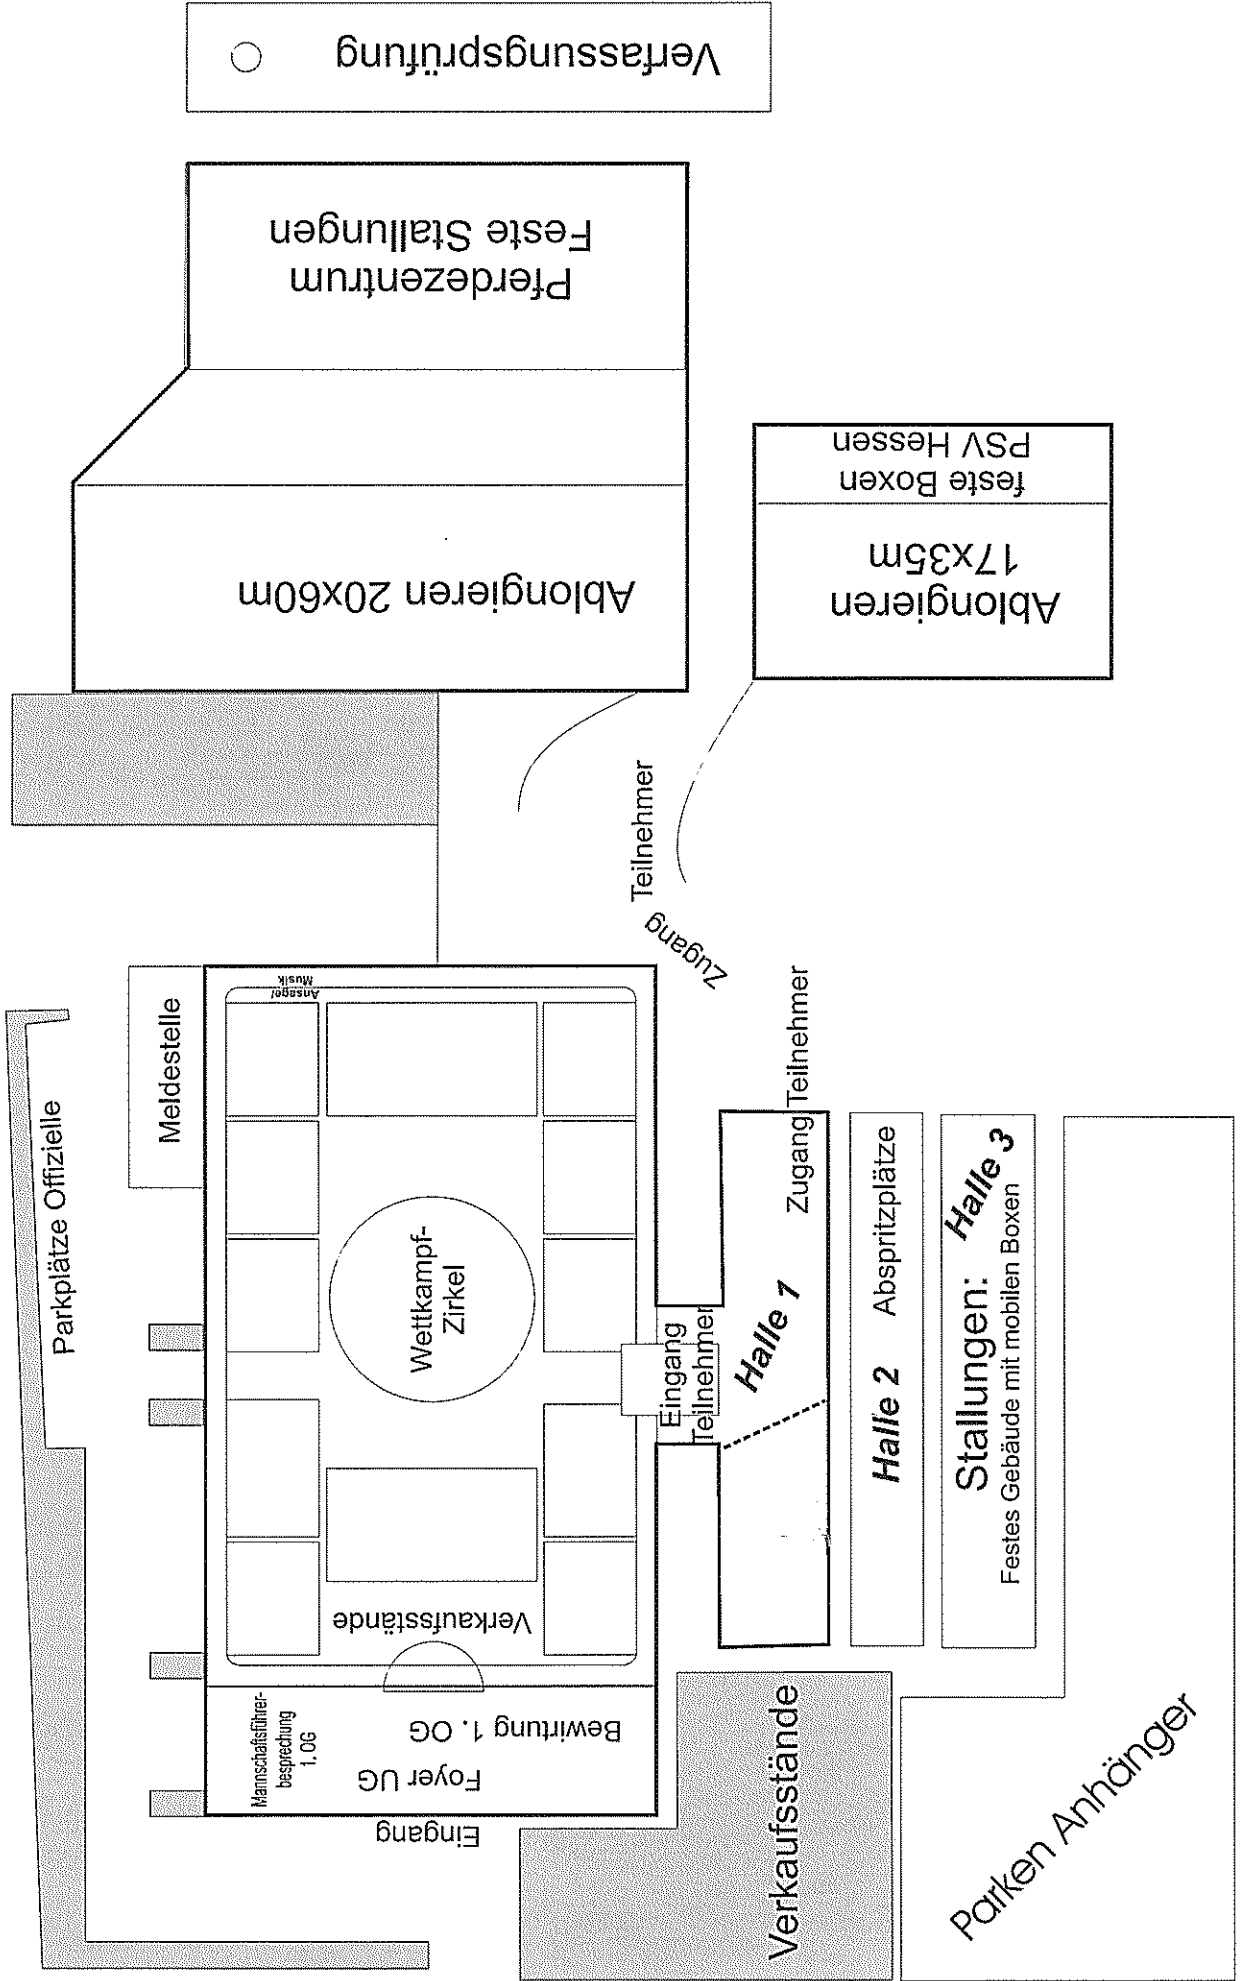 Verfassungsprüfung
Pferdezentrum
Feste Stallungen
Ablongieren 20x60m
Ablongieren
17x35m
feste Boxen
PSV Hessen
Teilnehmer
Zugang
Parkplätze Offizielle
Meldestelle
Ansage/
Musik
Wettkampf-
Zirkel
Verkaufsstände
Eingang
Teilnehmer
Halle 1
Zugang Teilnehmer
Halle 2 Abspritzplätze
Stallungen: Halle 3
Festes Gebäude mit mobilen Boxen
Mannschaftsführer-
besprechung
1. OG
Bewirtung 1. OG
Foyer UG
Eingang
Verkaufsstände
Parken Anhänger